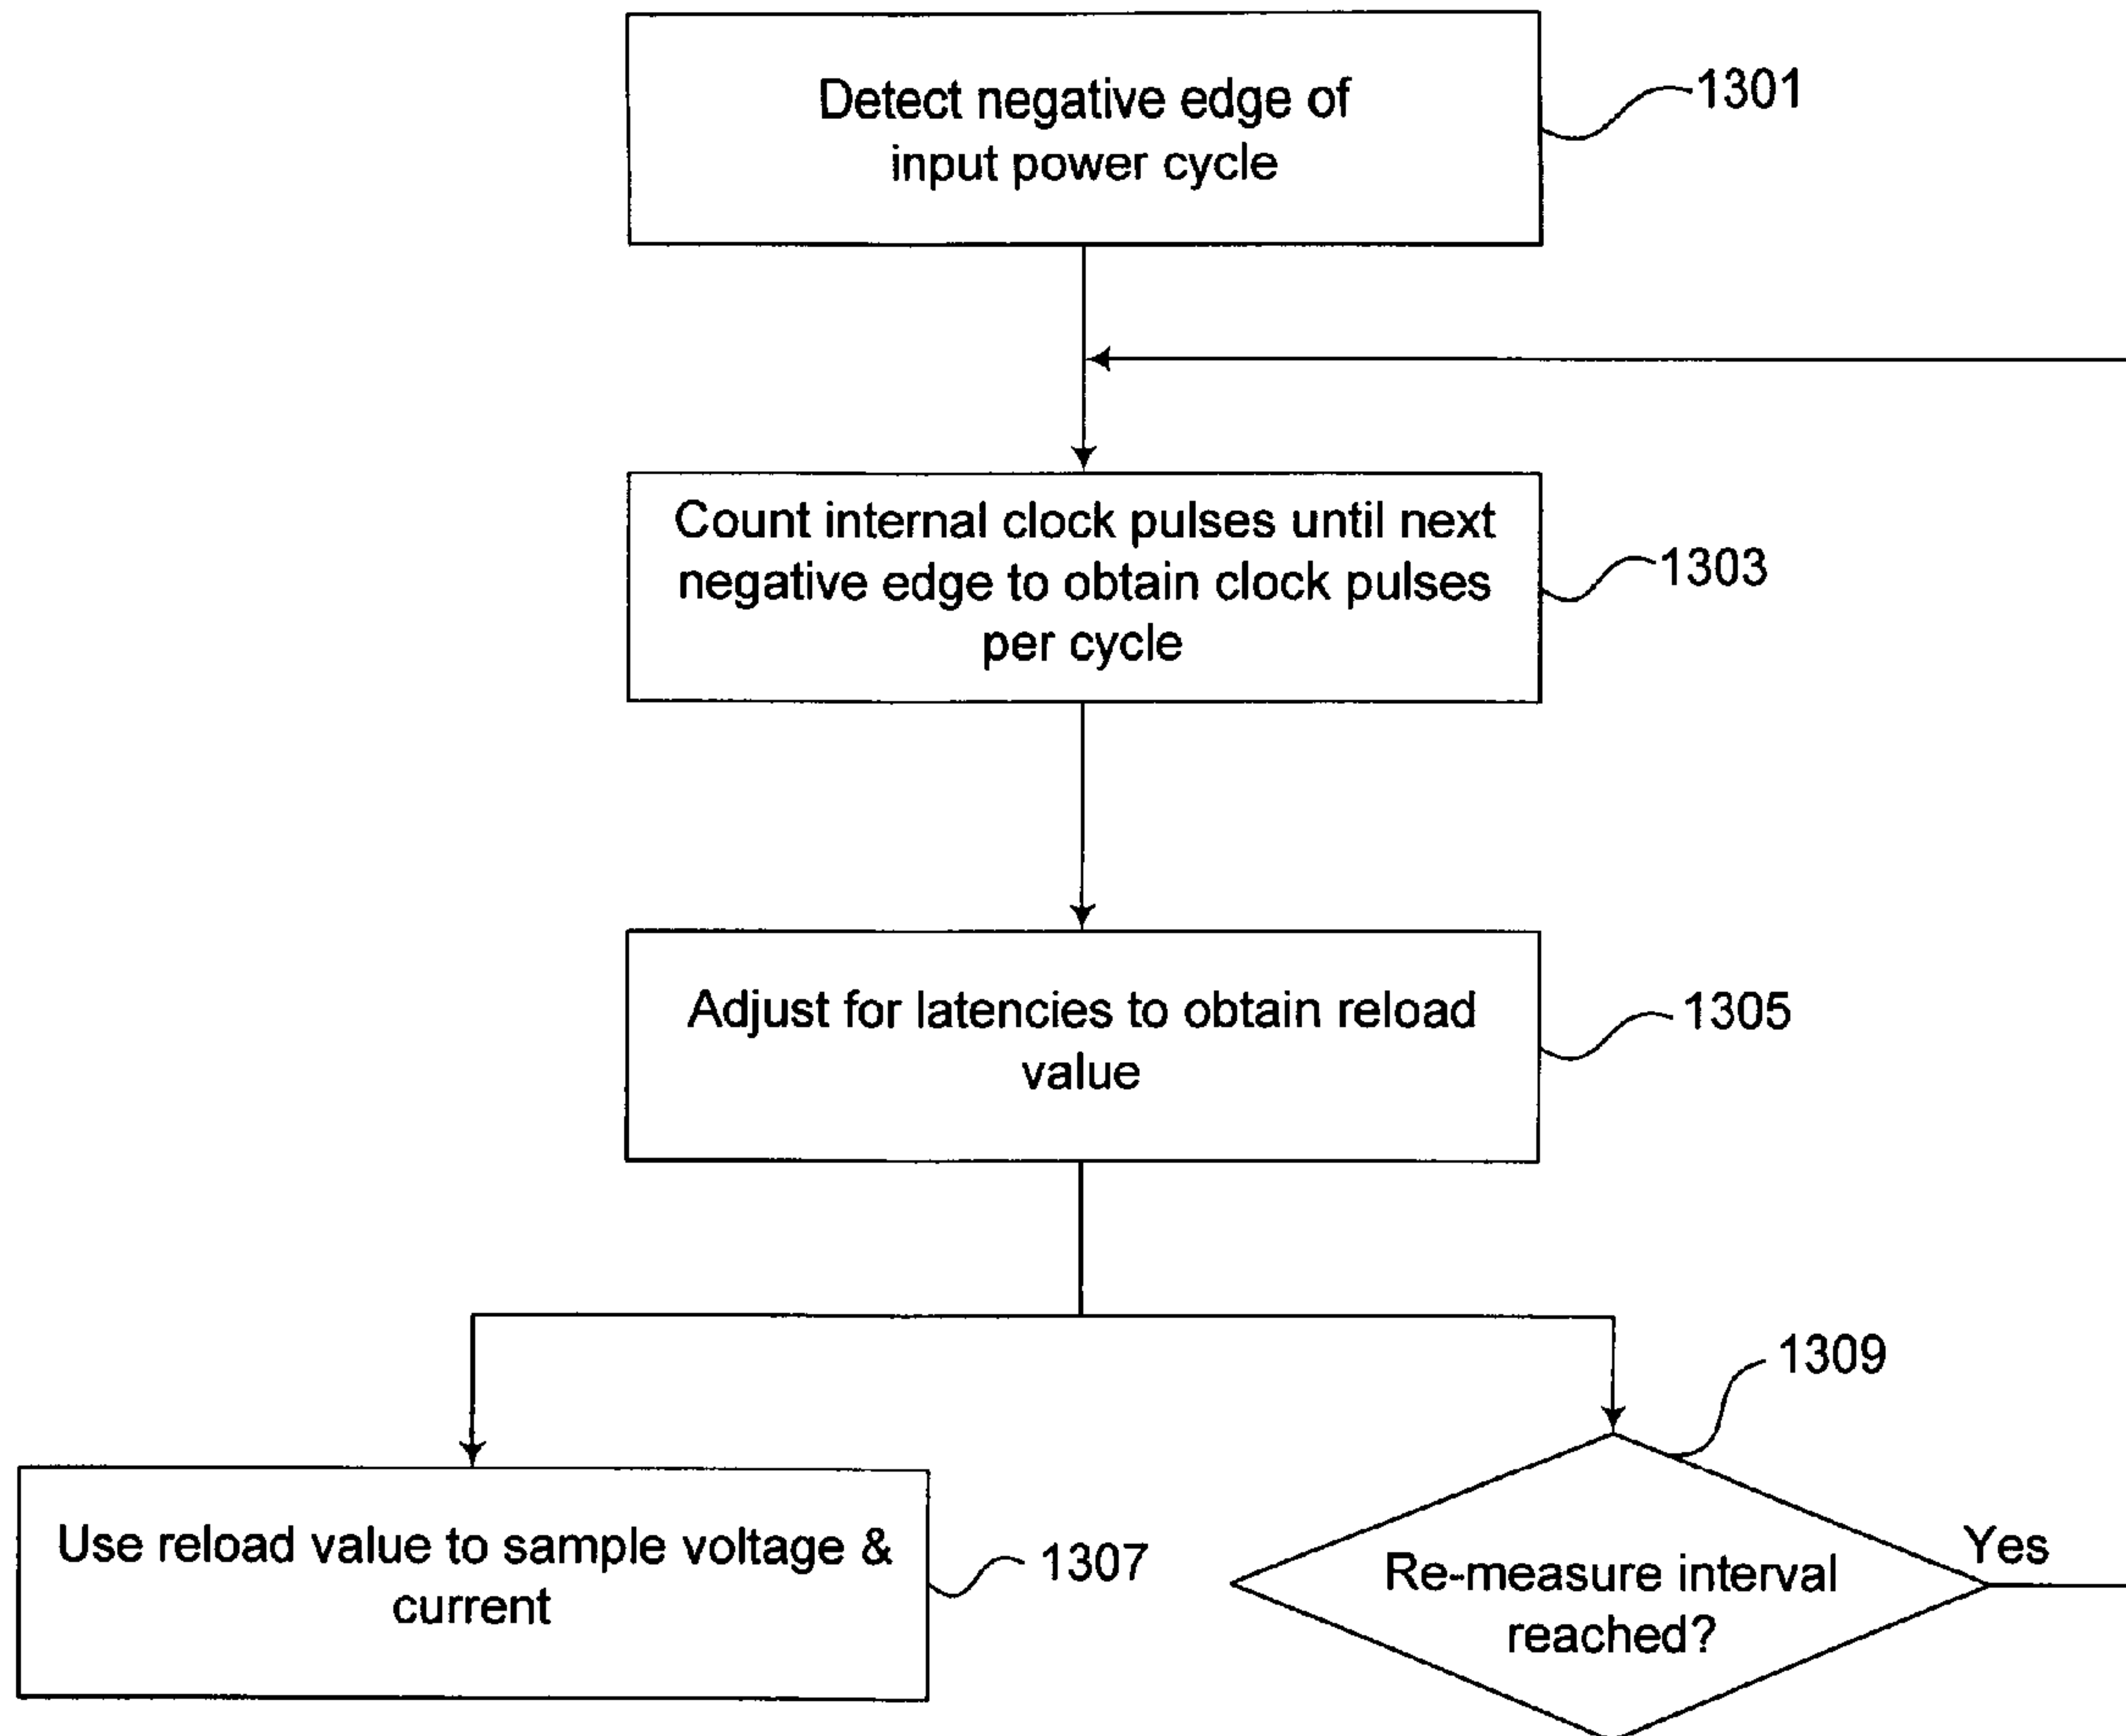 Detect negative edge of
input power cycle
1301
Count internal clock pulses until next
negative edge to obtain clock pulses
per cycle
1303
Adjust for latencies to obtain reload
value
1305
Use reload value to sample voltage &
current
1307
1309
Re-measure interval
reached?
Yes